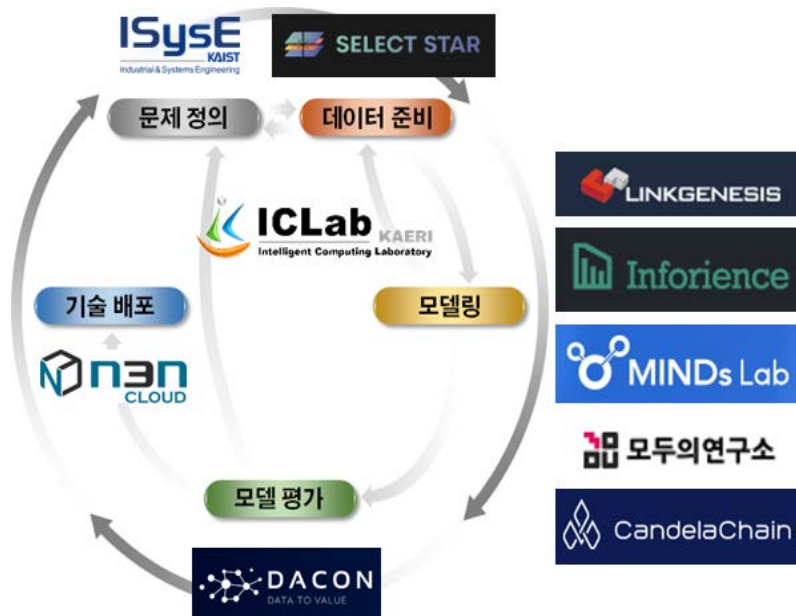 ISysE
KAIST
Industrial & Systems Engineering
SELECT STAR
문제 정의
데이터 준비
ICLab KAERI
Intelligent Computing Laboratory
기술 배포
모델링
n3n
CLOUD
모델 평가
DACON
DATA TO VALUE
LINKGENESIS
Inforience
MINDs Lab
모두의연구소
CandelaChain